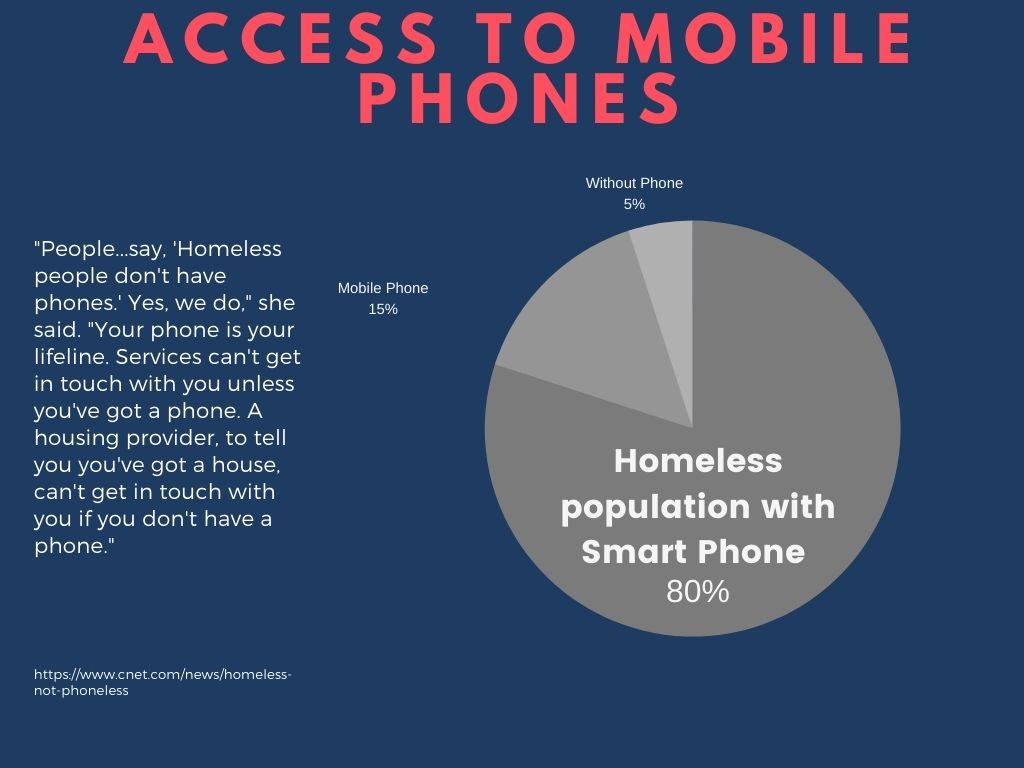 ACCESS TO MOBILE
PHONES
"People...say, 'Homeless
people don't have
phones.' Yes, we do," she
said. "Your phone is your
lifeline. Services can't get
in touch with you unless
you've got a phone. A
housing provider, to tell
you you've got a house,
can't get in touch with
you if you don't have a
phone."
https://www.cnet.com/news/homeless-
not-phoneless
Without Phone
5%
Mobile Phone
15%
Homeless
population with
Smart Phone
80%